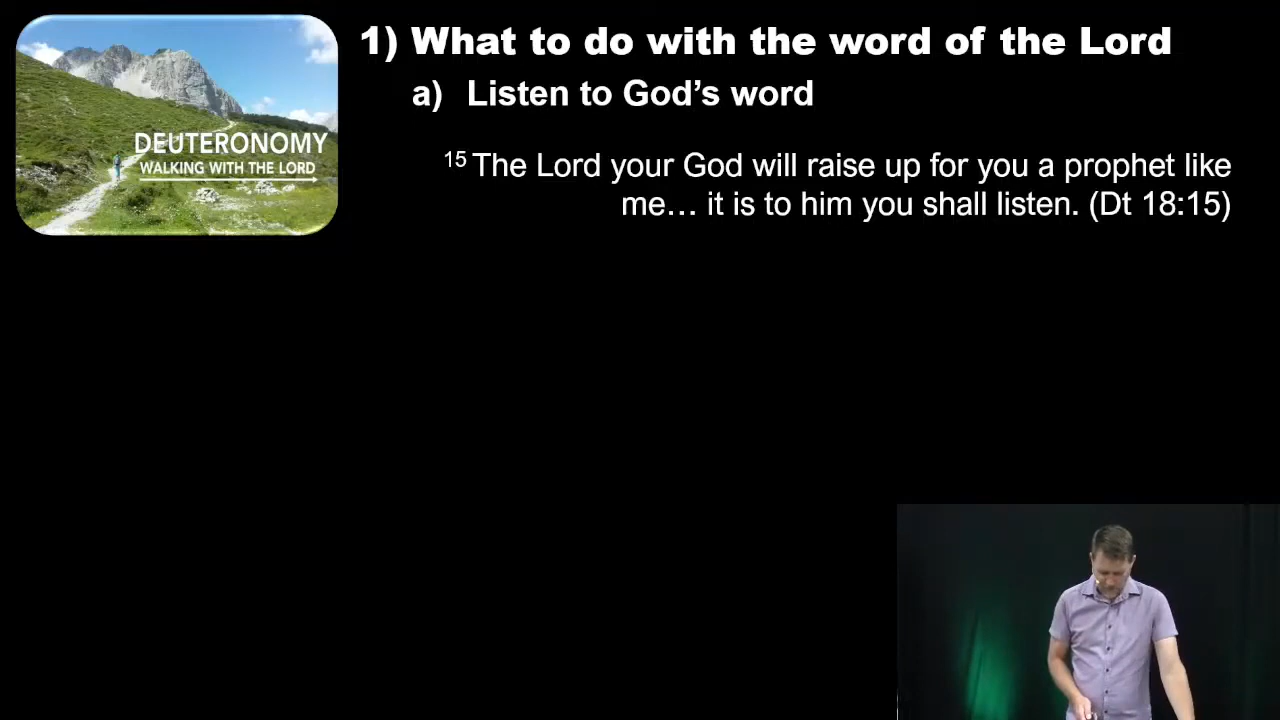 1) What to do with the word of the Lord
a) Listen to God’s word
DEUTERONOMY
WALKING WITH THE LORD
15 The Lord your God will raise up for you a prophet like
me… it is to him you shall listen. (Dt 18:15)